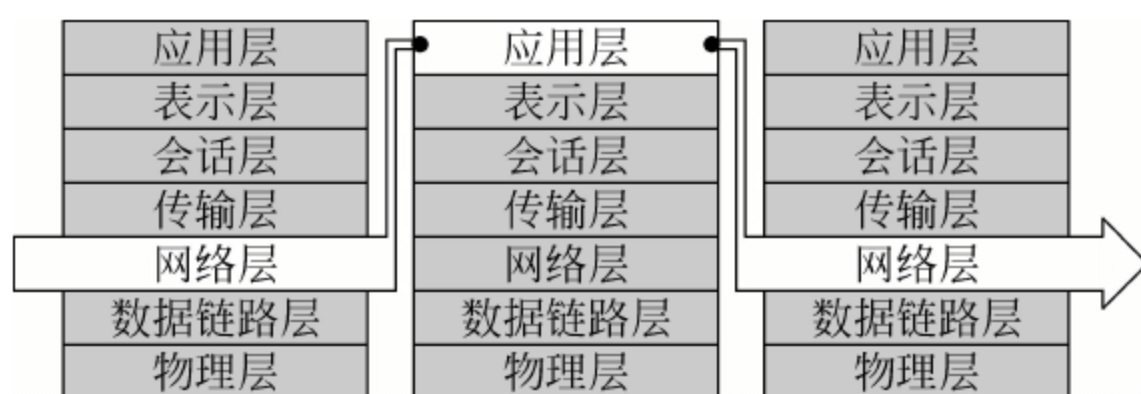 应用层 应用层 应用层
表示层 表示层 表示层
会话层 会话层 会话层
传输层 传输层 传输层
网络层 网络层 网络层
数据链路层 数据链路层 数据链路层
物理层 物理层 物理层